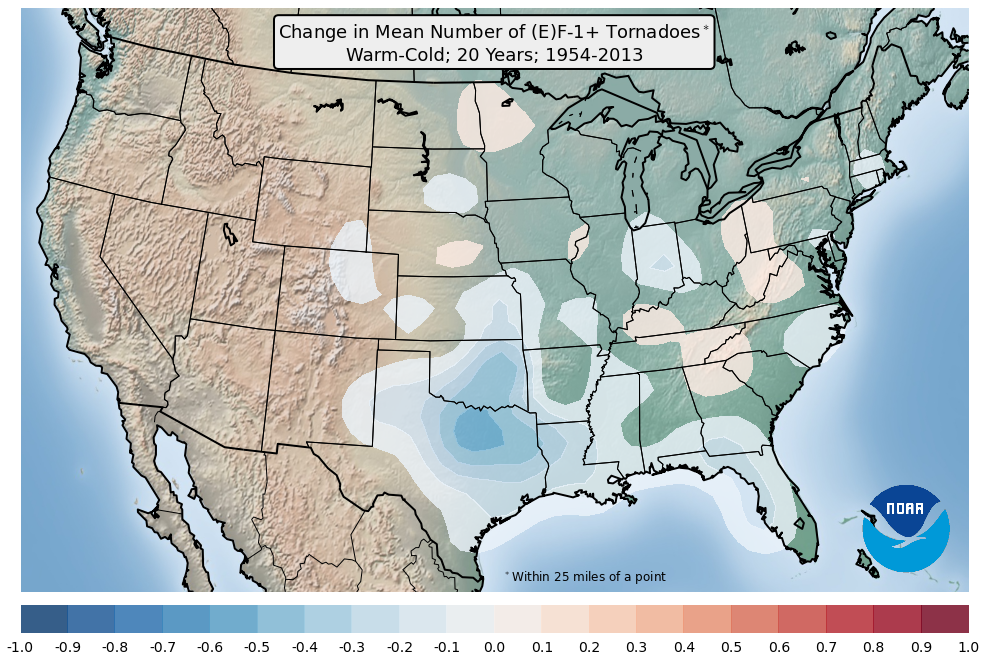 Change in Mean Number of (E)F-1+ Tornadoes*
Warm-Cold; 20 Years; 1954-2013
NOAA
*Within 25 miles of a point
-1.0 -0.9 -0.8 -0.7 -0.6 -0.5 -0.4 -0.3 -0.2 -0.1 0.0 0.1 0.2 0.3 0.4 0.5 0.6 0.7 0.8 0.9 1.0